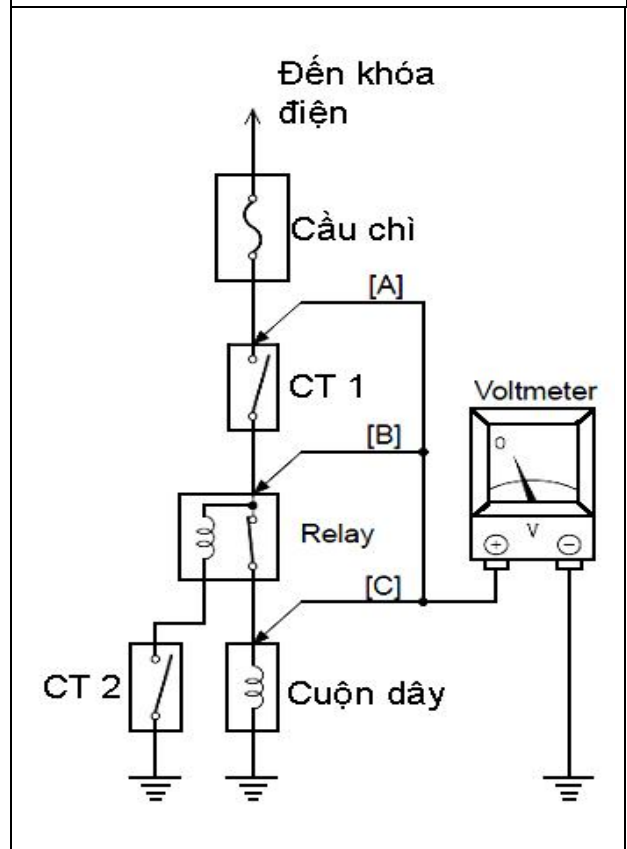 Đến khóa
điện
Cầu chì
[A]
CT 1
Voltmeter
[B]
0
Relay
V
+ −
[C]
CT 2
Cuộn dây